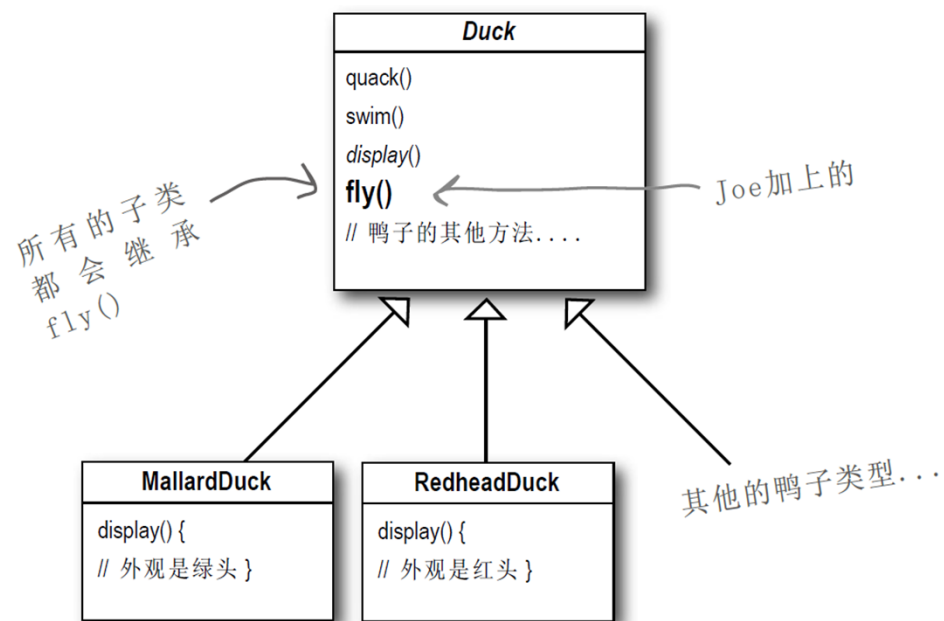 Duck
quack()
swim()
display()
fly()
// 鸭子的其他方法....
所有的子类
都会继承
fly()
Joe加上的
MallardDuck
display() {
// 外观是绿头 }
RedheadDuck
display() {
// 外观是红头 }
其他的鸭子类型...